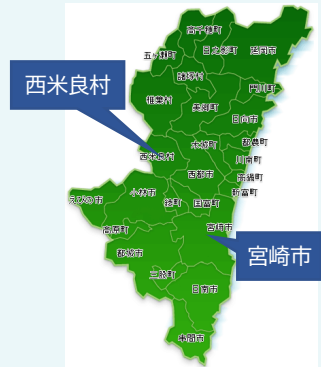 高千穂町
日之影町
延岡市
五ヶ瀬町
諸塚村
門川町
西米良村
椎葉村
美郷町
日向市
木城町
都農町
西米良村
川南町
高鍋町
西都市
新富町
小林市
えびの市
綾町
国富町
宮崎市
高原町
宮崎市
都城市
三股町
日南市
串間市